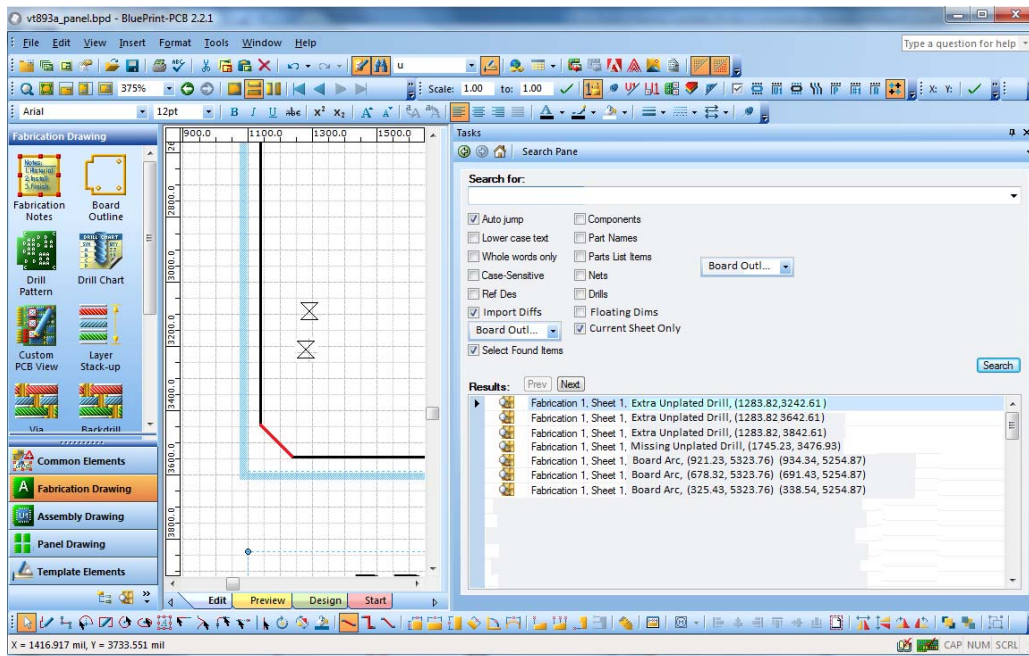 vt893a_panel.bpd - BluePrint-PCB 2.2.1
File Edit View Insert Format Tools Window Help
Type a question for help
u
375%
Scale: 1.00 to: 1.00
X: Y:
Arial 12pt B I U abc X² X₂
Fabrication Drawing
Fabrication Notes
Board Outline
Drill Pattern
Drill Chart
Custom PCB View
Layer Stack-up
Via
Backdrill
Common Elements
Fabrication Drawing
Assembly Drawing
Panel Drawing
Template Elements
900.0 1100.0 1300.0 1500.0
2800.0
3000.0
3200.0
3400.0
3600.0
3800.0
Edit Preview Design Start
Tasks
Search Pane
Search for:
Auto jump Components
Lower case text Part Names
Whole words only Parts List Items
Board Outl...
Case-Sensitive Nets
Ref Des Drills
Import Diffs Floating Dims
Board Outl... Current Sheet Only
Select Found Items
Search
Results: Prev Next
Fabrication 1, Sheet 1, Extra Unplated Drill, (1283.82,3242.61 )
Fabrication 1, Sheet 1, Extra Unplated Drill, (1283.82 3642.61)
Fabrication 1, Sheet 1, Extra Unplated Drill, (1283.82, 3842.61)
Fabrication 1, Sheet 1, Missing Unplated Drill, (1745.23, 3476.93)
Fabrication 1, Sheet 1, Board Arc, (921.23, 5323.76) (934.34, 5254.87)
Fabrication 1, Sheet 1, Board Arc, (678.32, 5323.76) (691.43, 5254.87)
Fabrication 1, Sheet 1, Board Arc, (325.43, 5323.76) (338.54, 5254.87)
X = 1416.917 mil, Y = 3733.551 mil
CAP NUM SCRL